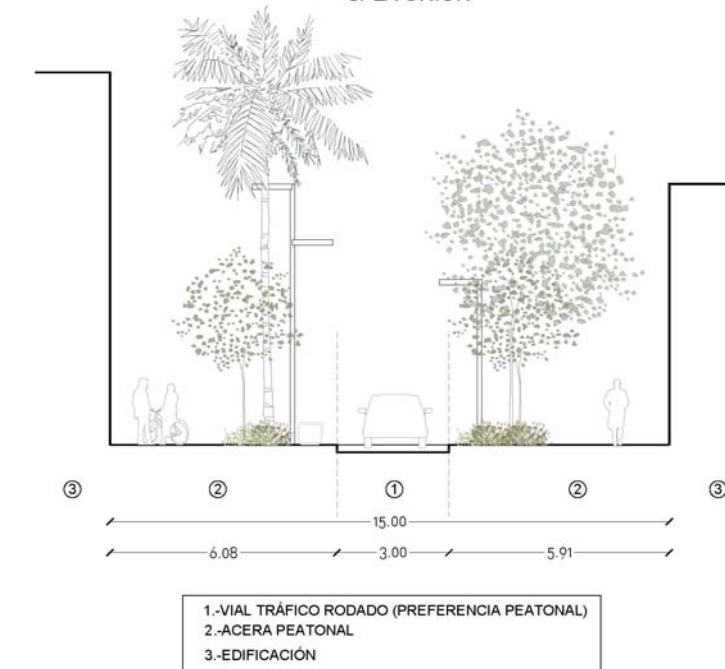 ③ ② ① ② ③
15.00
6.08 3.00 5.91
1.-VIAL TRÁFICO RODADO (PREFERENCIA PEATONAL)
2.-ACERA PEATONAL
3.-EDIFICACIÓN